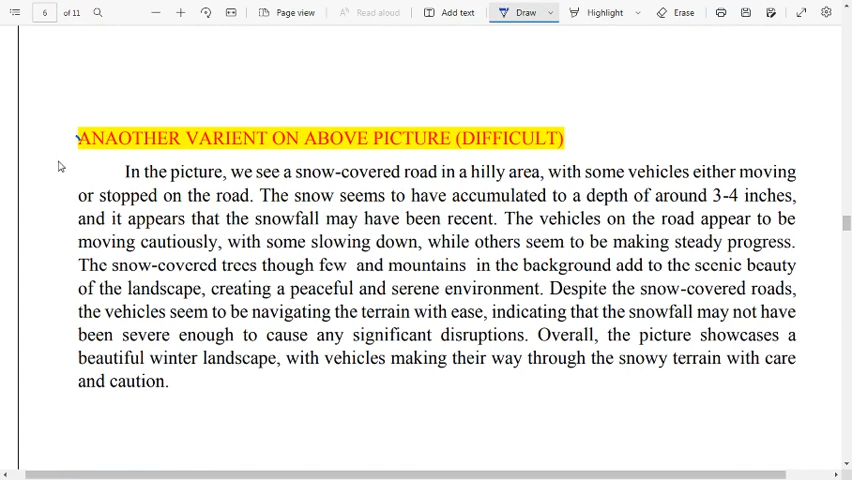 6 of 11 Page view Read aloud Add text Draw Highlight Erase
ANAOTHER VARIENT ON ABOVE PICTURE (DIFFICULT)
In the picture, we see a snow-covered road in a hilly area, with some vehicles either moving
or stopped on the road. The snow seems to have accumulated to a depth of around 3-4 inches,
and it appears that the snowfall may have been recent. The vehicles on the road appear to be
moving cautiously, with some slowing down, while others seem to be making steady progress.
The snow-covered trees though few and mountains in the background add to the scenic beauty
of the landscape, creating a peaceful and serene environment. Despite the snow-covered roads,
the vehicles seem to be navigating the terrain with ease, indicating that the snowfall may not have
been severe enough to cause any significant disruptions. Overall, the picture showcases a
beautiful winter landscape, with vehicles making their way through the snowy terrain with care
and caution.